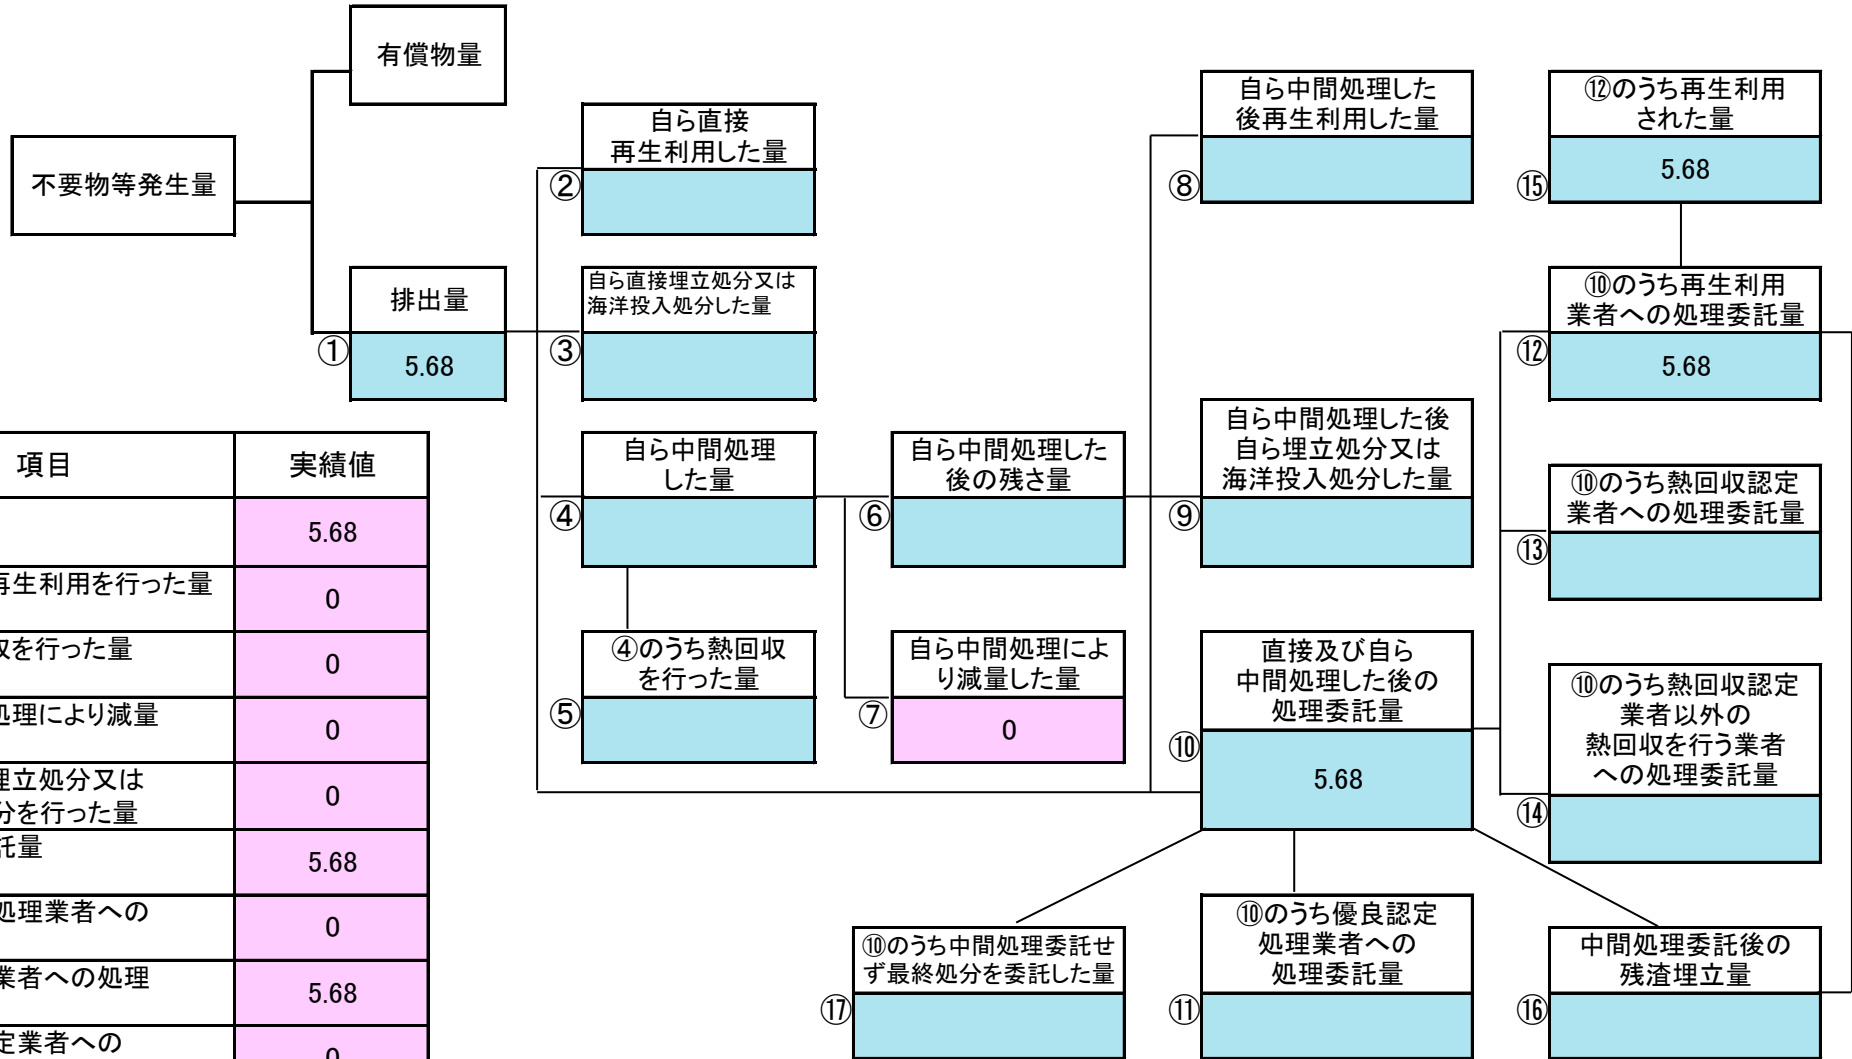 有償物量
不要物等発生量
排出量
①
5.68
自ら直接
再生利用した量
②
自ら直接埋立処分又は
海洋投入処分した量
③
自ら中間処理
した量
④
④のうち熱回収
を行った量
⑤
自ら中間処理した
後の残さ量
⑥
自ら中間処理によ
り減量した量
⑦
0
自ら中間処理した
後再生利用した量
⑧
自ら中間処理した後
自ら埋立処分又は
海洋投入処分した量
⑨
直接及び自ら
中間処理した後の
処理委託量
⑩
5.68
⑫のうち再生利用
された量
⑮
5.68
⑩のうち再生利用
業者への処理委託量
⑫
5.68
⑩のうち熱回収認定
業者への処理委託量
⑬
⑩のうち熱回収認定
業者以外の
熱回収を行う業者
への処理委託量
⑭
⑩のうち中間処理委託せ
ず最終処分を委託した量
⑰
⑩のうち優良認定
処理業者への
処理委託量
⑪
中間処理委託後の
残渣埋立量
⑯
項目 実績値
5.68
再生利用を行った量 0
を行った量 0
処理により減量 0
埋立処分又は
分を行った量 0
託量 5.68
処理業者への 0
業者への処理 5.68
定業者への 0